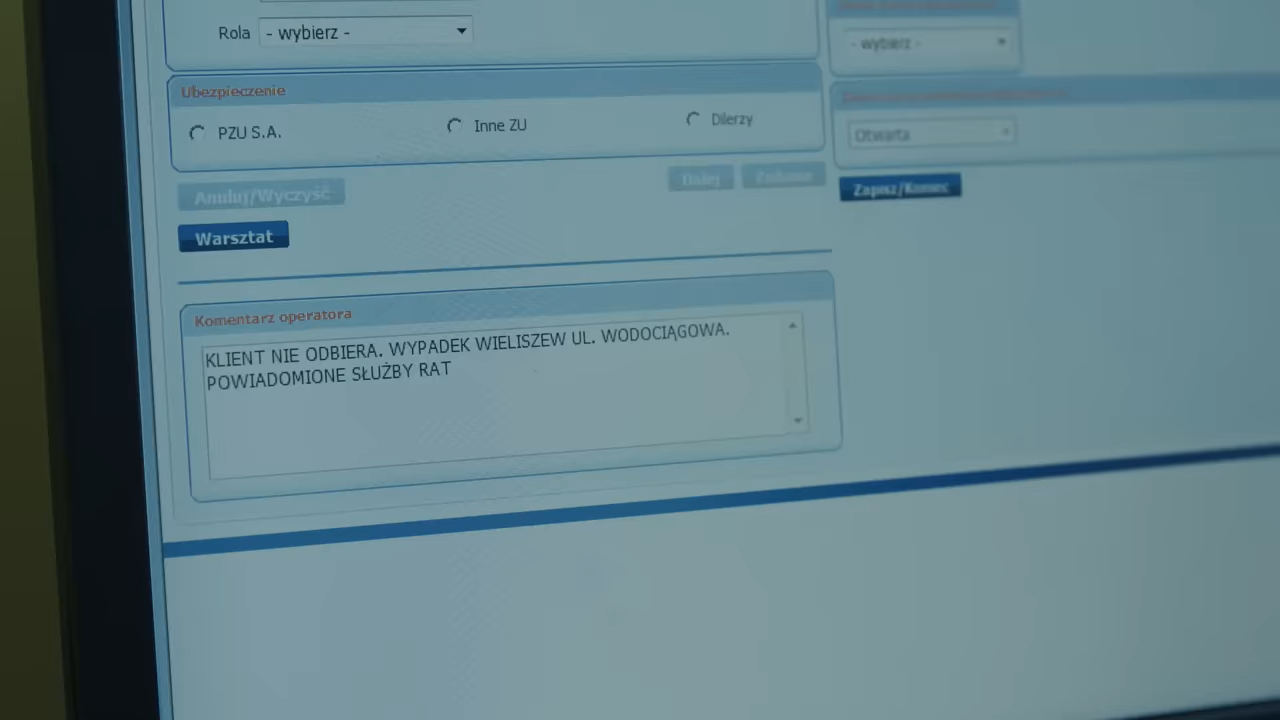 Rola - wybierz -
- wybierz -
Ubezpieczenie
PZU S.A. Inne ZU Dilerzy
Otwarta
Anuluj/Wyczyść Dalej
Zapisz/Koniec
Warsztat
Komentarz operatora
KLIENT NIE ODBIERA. WYPADEK WIELISZEW UL. WODOCIĄGOWA.
POWIADOMIONE SŁUŻBY RAT